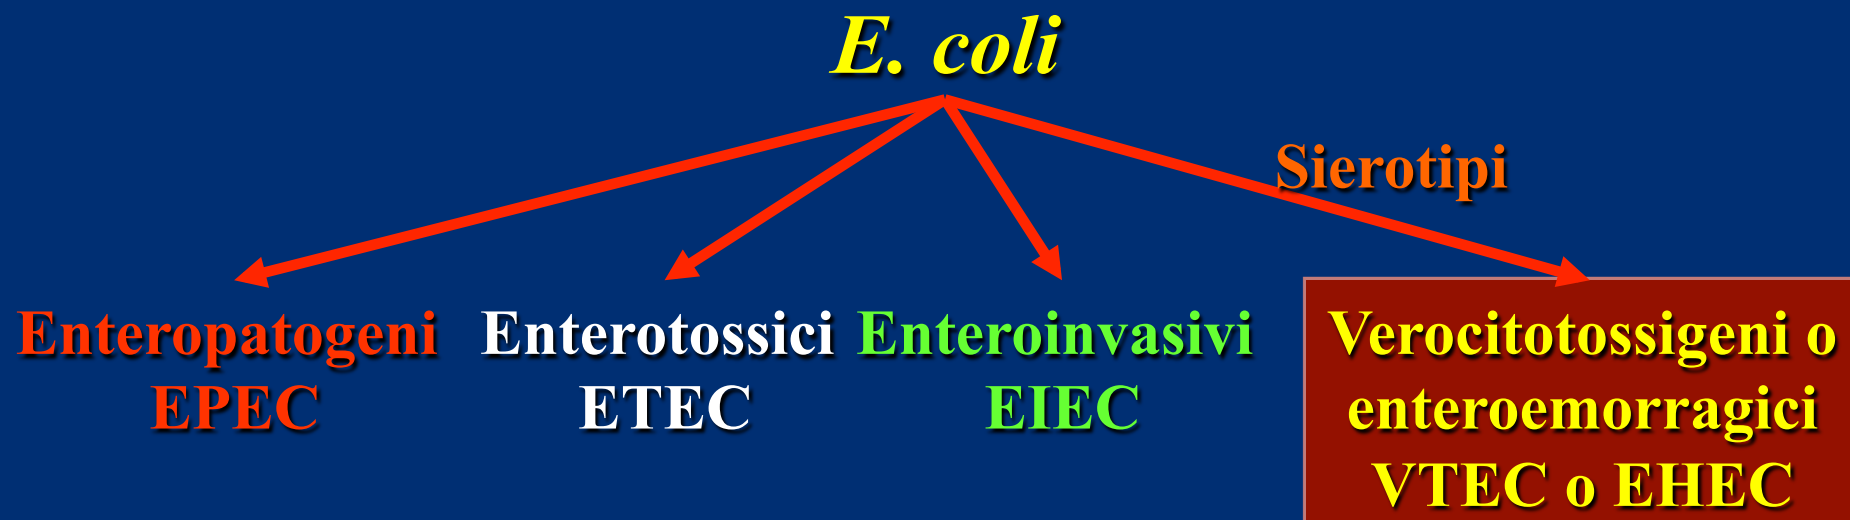 E. coli
Sierotipi
Enteropatogeni
EPEC
Enterotossici
ETEC
Enteroinvasivi
EIEC
Verocitotossigeni o
enteroemorragici
VTEC o EHEC